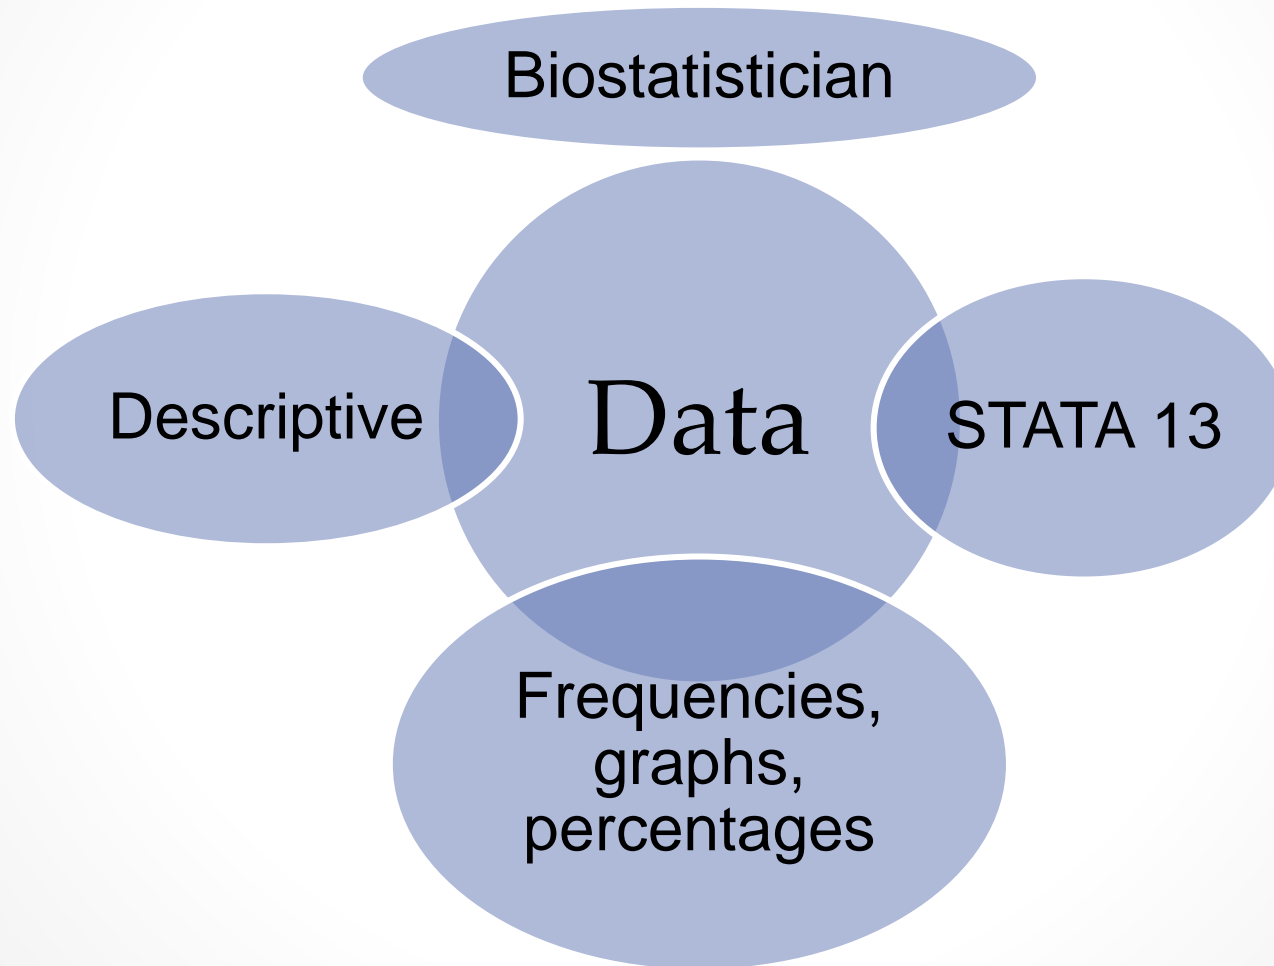 Biostatistician
Descriptive
Data
STATA 13
Frequencies,
graphs,
percentages